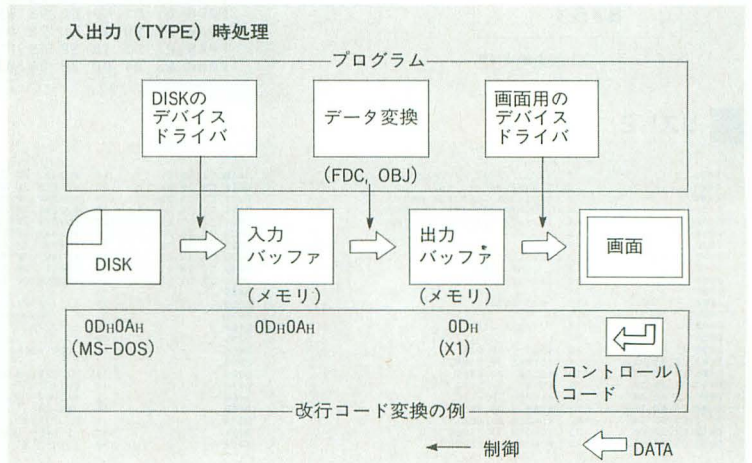 入出力（TYPE）時処理
プログラム
DISKの
デバイス
ドライバ
データ変換
画面用の
デバイス
ドライバ
(FDC, OBJ)
DISK
入力
バッファ
出力
バッファ
画面
(メモリ)
(メモリ)
0DH0AH
(MS-DOS)
0DH0AH
0DH
(X1)
(コントロール
コード)
改行コード変換の例
制御
DATA